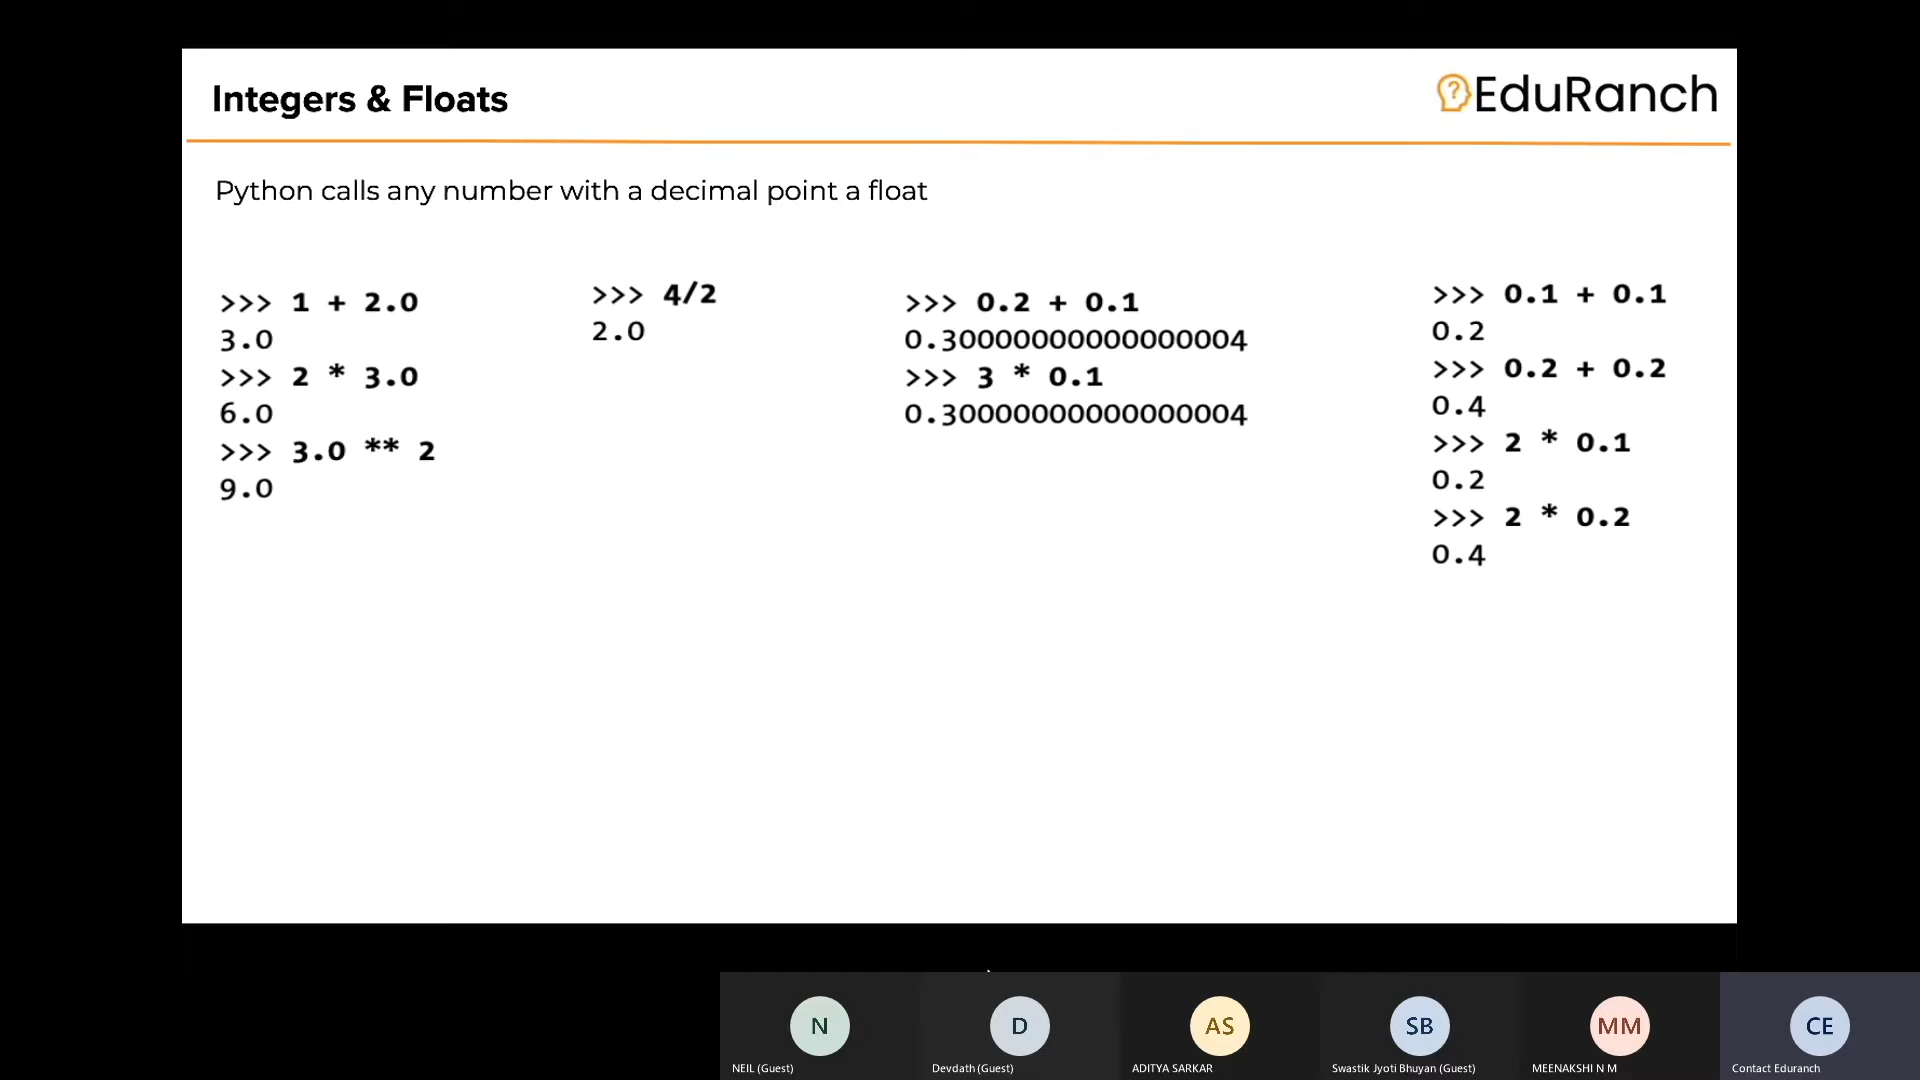 Integers & Floats
EduRanch
Python calls any number with a decimal point a float
>>> 1 + 2.0
3.0
>>> 2 * 3.0
6.0
>>> 3.0 ** 2
9.0
>>> 4/2
2.0
>>> 0.2 + 0.1
0.30000000000000004
>>> 3 * 0.1
0.30000000000000004
>>> 0.1 + 0.1
0.2
>>> 0.2 + 0.2
0.4
>>> 2 * 0.1
0.2
>>> 2 * 0.2
0.4
N
NEIL (Guest)
D
Devdath (Guest)
AS
ADITYA SARKAR
SB
Swastik Jyoti Bhuyan (Guest)
MM
MEENAKSHI N M
CE
Contact Eduranch